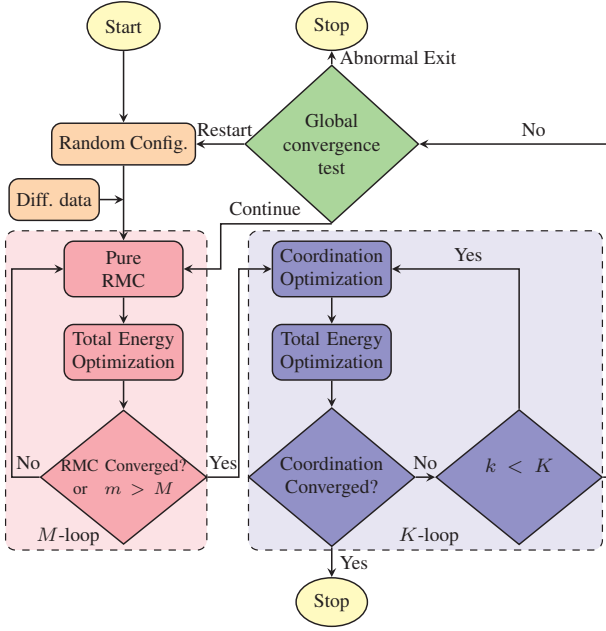 Start
Stop
Abnormal Exit
Random Config.
Restart
Global
convergence
test
No
Diff. data
Continue
Pure
RMC
Coordination
Optimization
Yes
Total Energy
Optimization
Total Energy
Optimization
No
RMC Converged?
or m > M
Yes
Coordination
Converged?
No
k < K
M-loop
K-loop
Yes
Stop